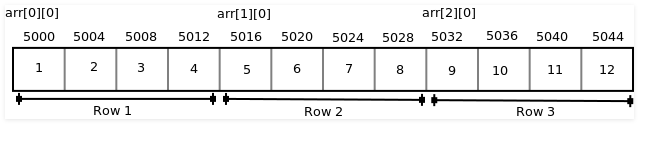 arr[0][0] arr[1][0] arr[2][0]
5000 5004 5008 5012 5016 5020 5024 5028 5032 5036 5040 5044
1 2 3 4 5 6 7 8 9 10 11 12
Row 1 Row 2 Row 3